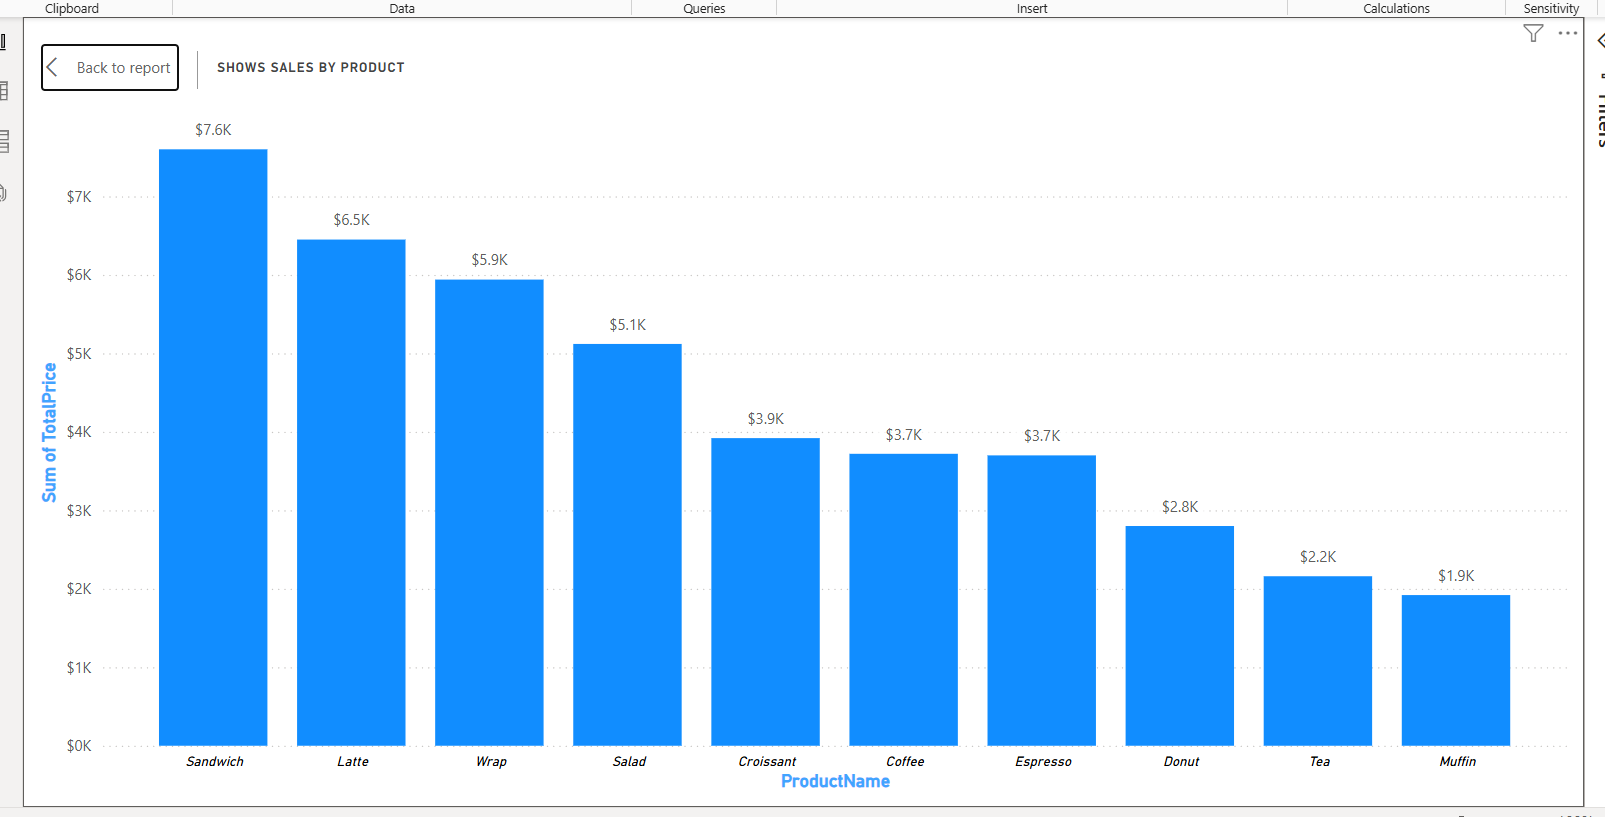 Clipboard Data Queries Insert Calculations Sensitivity
Back to report SHOWS SALES BY PRODUCT
Filters
$7.6K
$7K
$6.5K
$6K
$5.9K
$5.1K
$5K
$4K
$3.9K
$3.7K
$3.7K
$3K
$2.8K
$2.2K
$2K
$1.9K
$1K
$0K
Sum of TotalPrice
Sandwich Latte Wrap Salad Croissant Coffee Espresso Donut Tea Muffin
ProductName